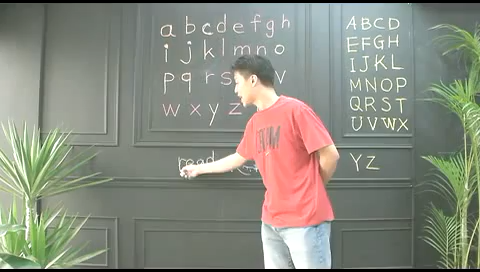 a b c d e f g h
i j k l m n o
p q r s v
w x y z
read
A B C D
E F G H
I J K L
M N O P
Q R S T
U V W X
Y Z